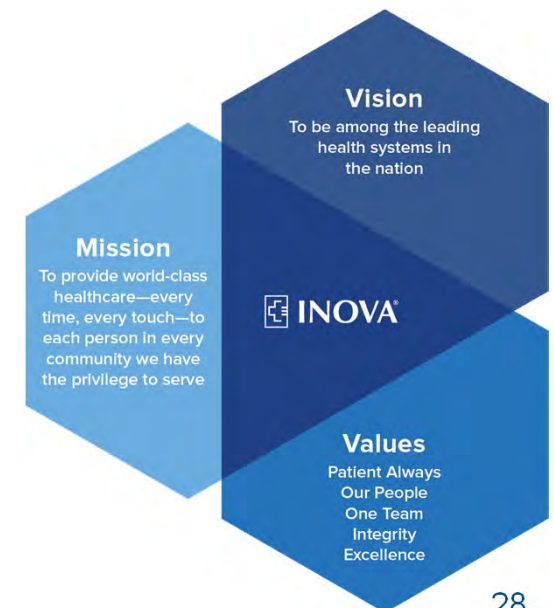 Vision
To be among the leading
health systems in
the nation
Mission
To provide world-class
healthcare—every
time, every touch—to
each person in every
community we have
the privilege to serve
INOVA®
Values
Patient Always
Our People
One Team
Integrity
Excellence
28